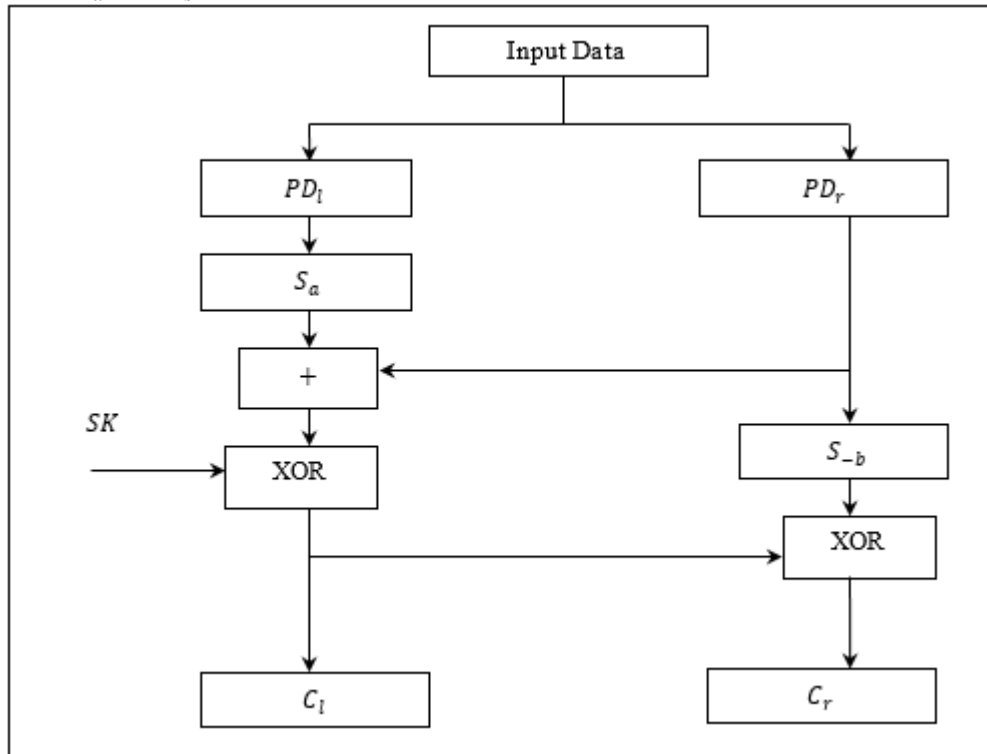 Input Data
PD_l
PD_r
S_a
+
SK
XOR
S_{-b}
XOR
C_l
C_r